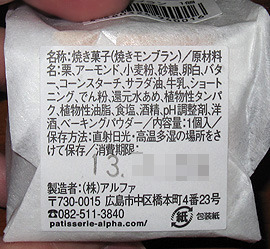 名称:焼き菓子(焼きモンブラン)/原材料
名:栗、アーモンド、小麦粉、砂糖、卵白、バタ
ー、コーンスターチ、サラダ油、牛乳、ショート
ニング、でん粉、還元水あめ、植物性タンパ
ク、植物性油脂、食塩、酒精、pH調整剤、洋
酒、ベーキングパウダー/内容量:1個入/
保存方法:直射日光・高温多湿の場所をさ
けて保存/消費期限:
13.
製造者:(株)アルファ
〒730-0015 広島市中区橋本町4番23号
☎082-511-3840
patisserie-alpha.com/
紙 包装紙